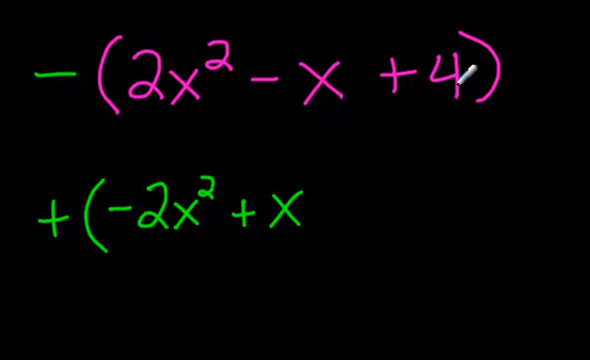 - (2x² - x + 4)
+ (-2x² + x